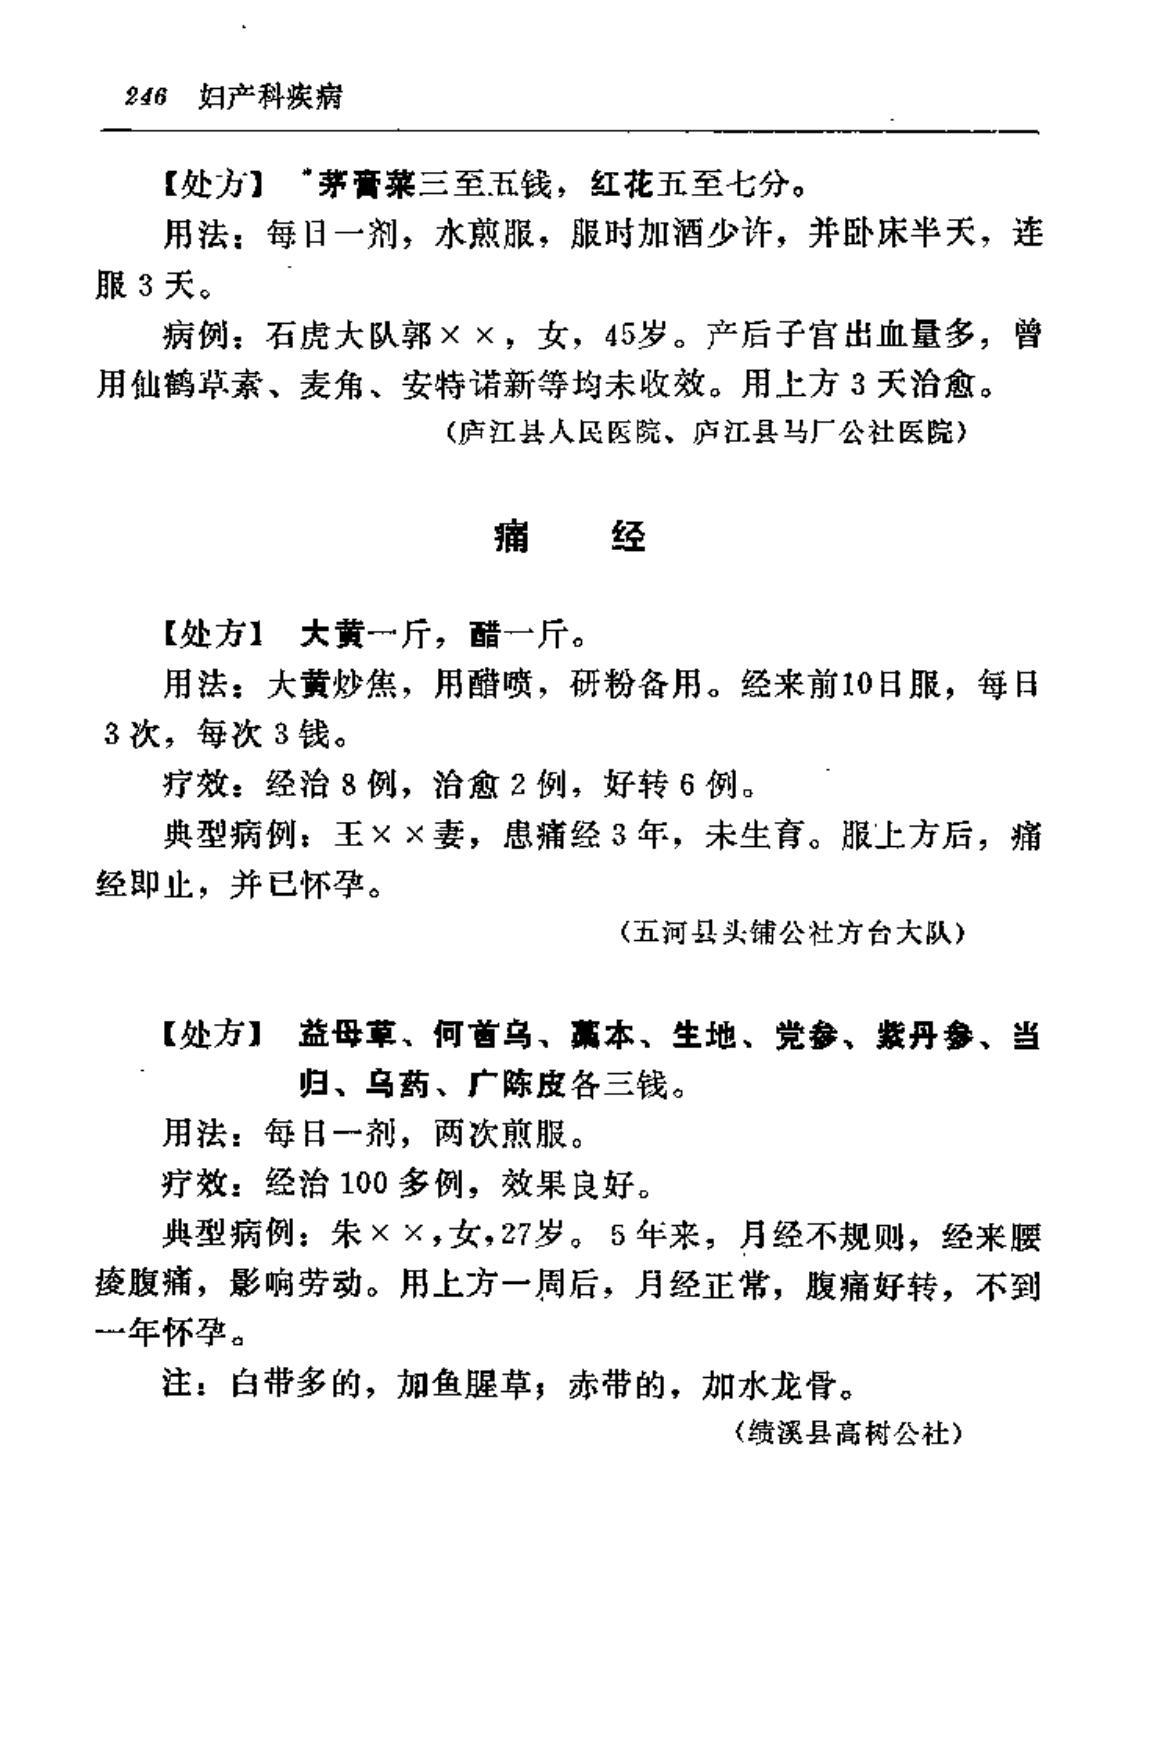 246 妇产科疾病
【处方】 *茅膏菜三至五钱，红花五至七分。
用法：每日一剂，水煎服，服时加酒少许，并卧床半天，连
服 3 天。
病例：石虎大队郭××，女，45岁。产后子宫出血量多，曾
用仙鹤草素、麦角、安特诺新等均未收效。用上方 3 天治愈。
（庐江县人民医院、庐江县马厂公社医院）
痛 经
【处方】 大黄一斤，醋一斤。
用法：大黄炒焦，用醋喷，研粉备用。经来前10日服，每日
3 次，每次 3 钱。
疗效：经治 8 例，治愈 2 例，好转 6 例。
典型病例：王××妻，患痛经 3 年，未生育。服上方后，痛
经即止，并已怀孕。
（五河县头铺公社方台大队）
【处方】 益母草、何首乌、藁本、生地、党参、紫丹参、当
归、乌药、广陈皮各三钱。
用法：每日一剂，两次煎服。
疗效：经治 100 多例，效果良好。
典型病例：朱××，女，27岁。 5 年来，月经不规则，经来腰
痠腹痛，影响劳动。用上方一周后，月经正常，腹痛好转，不到
一年怀孕。
注：白带多的，加鱼腥草；赤带的，加水龙骨。
（绩溪县高树公社）